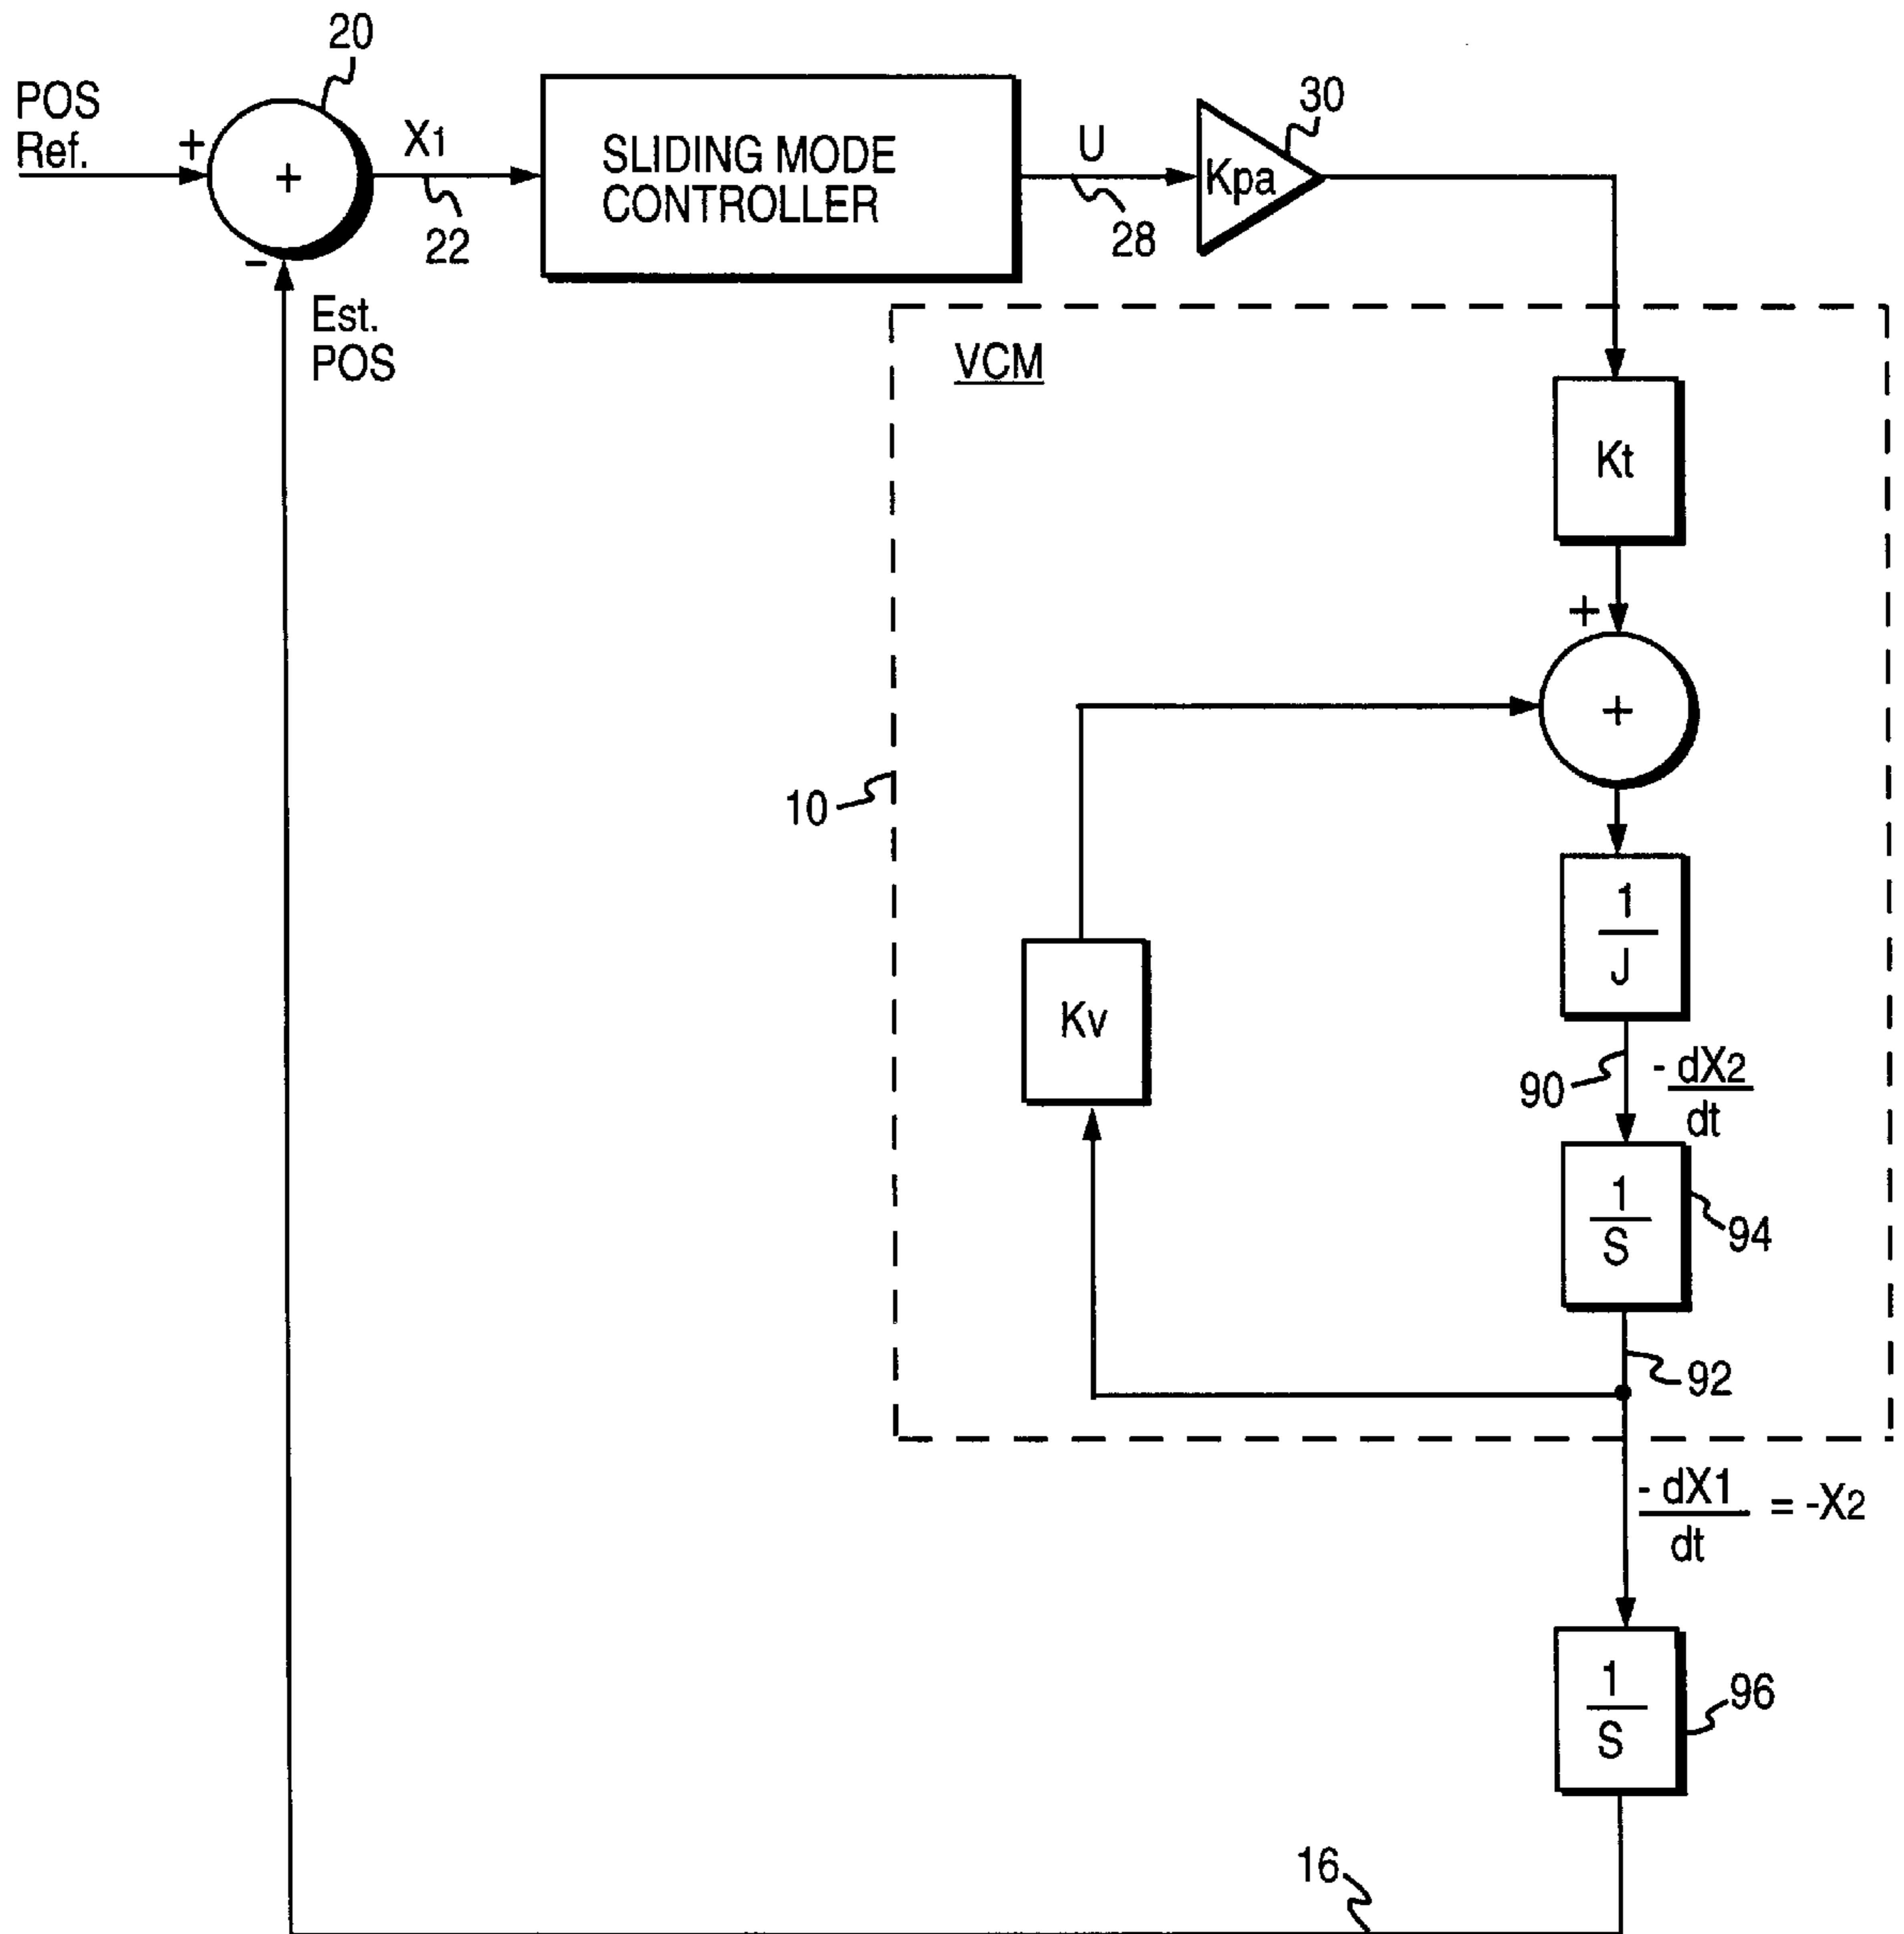 20
POS
Ref.
+
+
-
X1
22
SLIDING MODE
CONTROLLER
U
28
Kpa
30
Est.
POS
VCM
Kt
+
+
10
Kv
1
J
90
- dX2
dt
1
S
94
92
- dX1
dt
= -X2
1
S
96
16